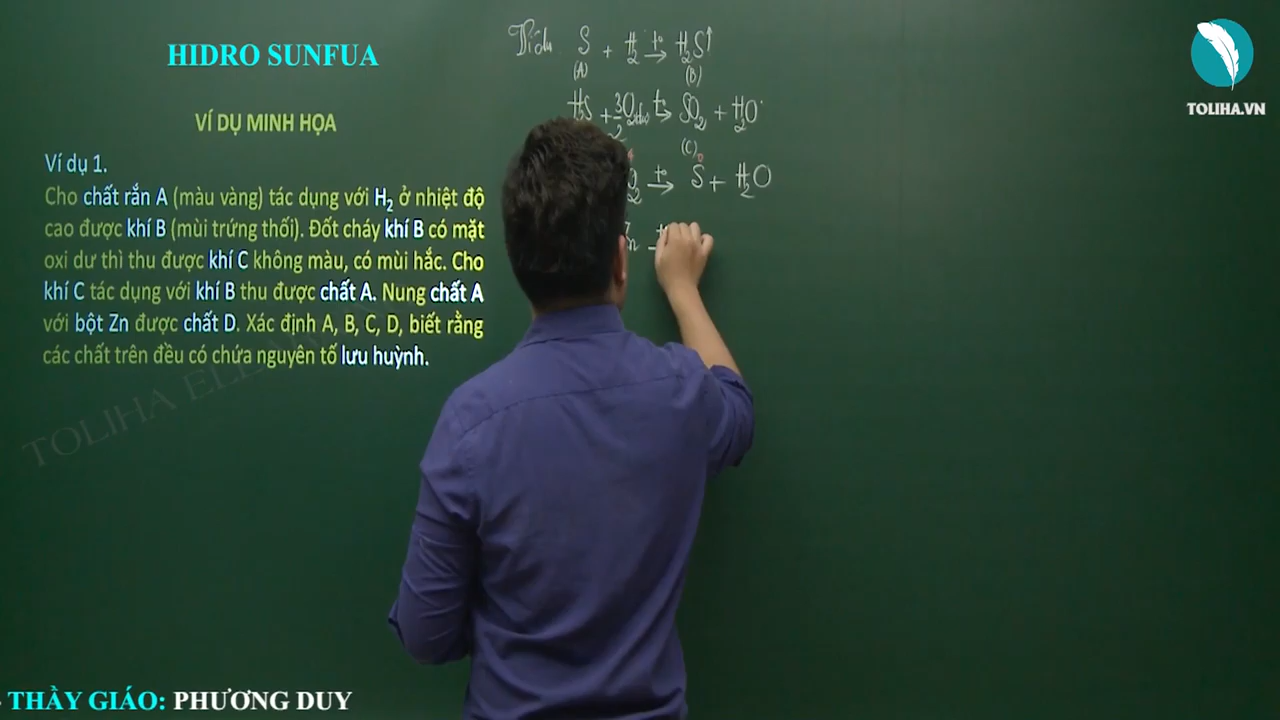 HIDRO SUNFUA
VÍ DỤ MINH HỌA
Ví dụ 1.
Cho chất rắn A (màu vàng) tác dụng với H₂ ở nhiệt độ
cao được khí B (mùi trứng thối). Đốt cháy khí B có mặt
oxi dư thì thu được khí C không màu, có mùi hắc. Cho
khí C tác dụng với khí B thu được chất A. Nung chất A
với bột Zn được chất D. Xác định A, B, C, D, biết rằng
các chất trên đều có chứa nguyên tố lưu huỳnh.
TOLIHA
S + H₂ t° → H₂S↑
(A) (B)
H₂S + 3/2 O₂ t° → SO₂ + H₂O
(C)
t° → S + H₂O
TOLIHA.VN
THẦY GIÁO: PHƯƠNG DUY